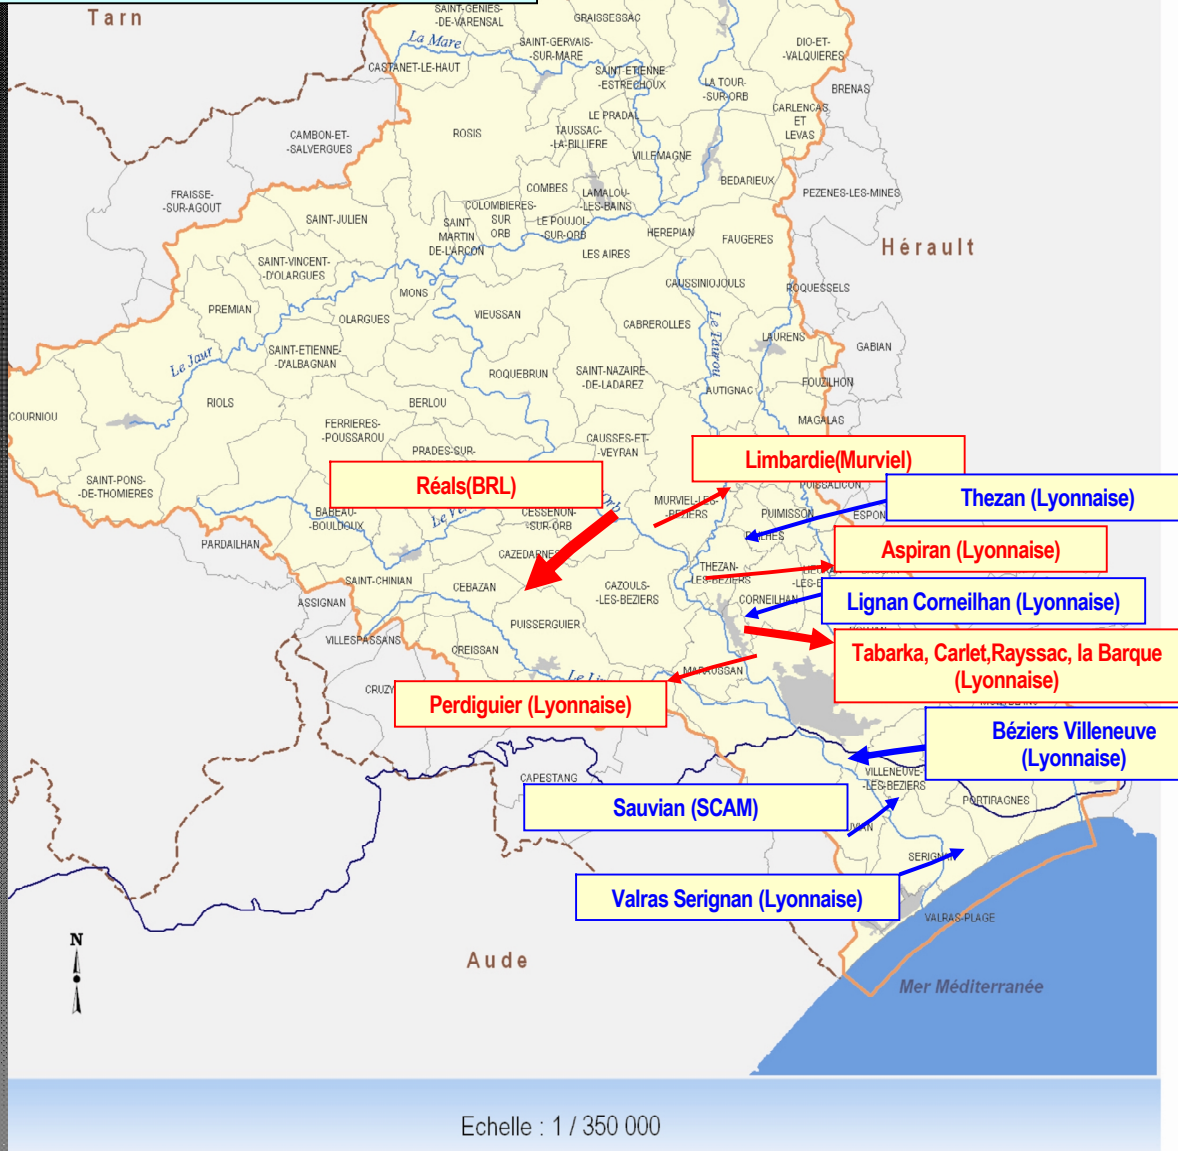 Tarn
SAINT-GENIES-
-DE-VARENSAL
GRAISSESSAC
La Mare
SAINT-GERVAIS-
-SUR-MARE
DIO-ET-
-VALQUIERES
CASTANET-LE-HAUT
SAINT-ETIENNE-
-ESTRECHOUX
LA TOUR-
-SUR-ORB
BRENAS
CARLENCAS
ET
LEVAS
LE PRADAL
CAMBON-ET-
-SALVERGUES
ROSIS
TAUSSAC-
-LA-BILLIERE
VILLEMAGNE
BEDARIEUX
FRAISSE-
-SUR-AGOUT
COMBES
LAMALOU-
-LES-BAINS
PEZENES-LES-MINES
SAINT-JULIEN
COLOMBIERES-
SUR
ORB
SAINT
MARTIN
DE-L'ARCON
LE POUJOL-
-SUR-ORB
HEREPIAN
FAUGERES
Hérault
LES AIRES
SAINT-VINCENT-
-D'OLARGUES
MONS
CAUSSINIOJOULS
ROQUESSELS
PREMIAN
OLARGUES
VIEUSSAN
CABREROLLES
Le Taurou
LAURENS
GABIAN
Le Jaur
SAINT-ETIENNE-
-D'ALBAGNAN
ROQUEBRUN
SAINT-NAZAIRE-
-DE-LADAREZ
AUTIGNAC
FOUZILHON
COURNIOU
RIOLS
BERLOU
MAGALAS
FERRIERES-
-POUSSAROU
PRADES-SUR-
CAUSSES-ET-
-VEYRAN
Limbardie(Murviel)
SAINT-PONS-
-DE-THOMIERES
Réals(BRL)
PUISSALICON
Thezan (Lyonnaise)
Orb
MURVIEL-LES-
-BEZIERS
BABEAU-
-BOULDOUX
CESSENON-
-SUR-ORB
PUIMISSON
PARDAILHAN
CAZEDARNES
Aspiran (Lyonnaise)
SAINT-CHINIAN
CEBAZAN
CAZOULS-
-LES-BEZIERS
THEZAN-
-LES-BEZIERS
ASSIGNAN
CORNEILHAN
Lignan Corneilhan (Lyonnaise)
PUISSERGUIER
VILLESPASSANS
CREISSAN
Tabarka, Carlet,Rayssac, la Barque
(Lyonnaise)
MARAUSSAN
CRUZY
Perdiguier (Lyonnaise)
Béziers Villeneuve
(Lyonnaise)
CAPESTANG
VILLENEUVE-
-LES-BEZIERS
PORTIRAGNES
Sauvian (SCAM)
SERIGNAN
Valras Serignan (Lyonnaise)
VALRAS-PLAGE
N
Aude
Mer Méditerranée
Echelle : 1 / 350 000